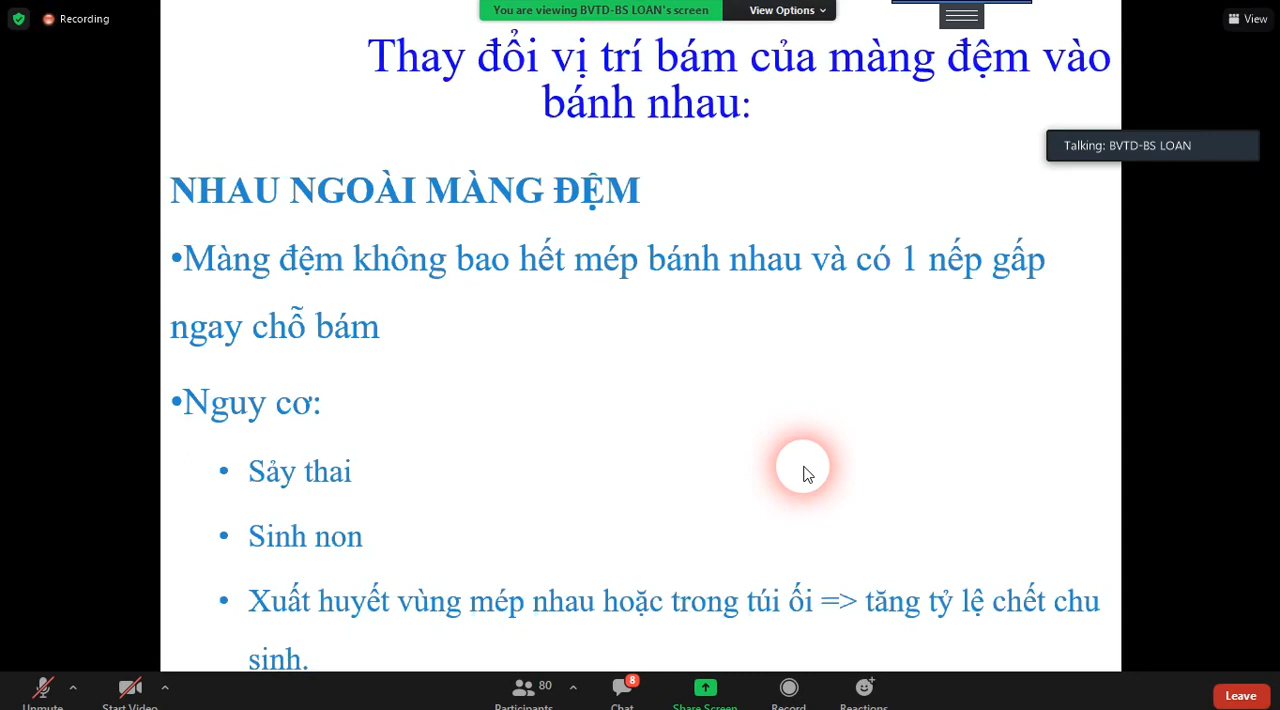 You are viewing BVTD-BS LOAN's screen
View Options
Recording
View
Thay đổi vị trí bám của màng đệm vào
bánh nhau:
Talking: BVTD-BS LOAN
NHAU NGOÀI MÀNG ĐỆM
•Màng đệm không bao hết mép bánh nhau và có 1 nếp gấp
ngay chỗ bám
•Nguy cơ:
• Sảy thai
• Sinh non
• Xuất huyết vùng mép nhau hoặc trong túi ối => tăng tỷ lệ chết chu
sinh.
80
8
Unmute
Start Video
Participants
Chat
Share Screen
Record
Reactions
Leave